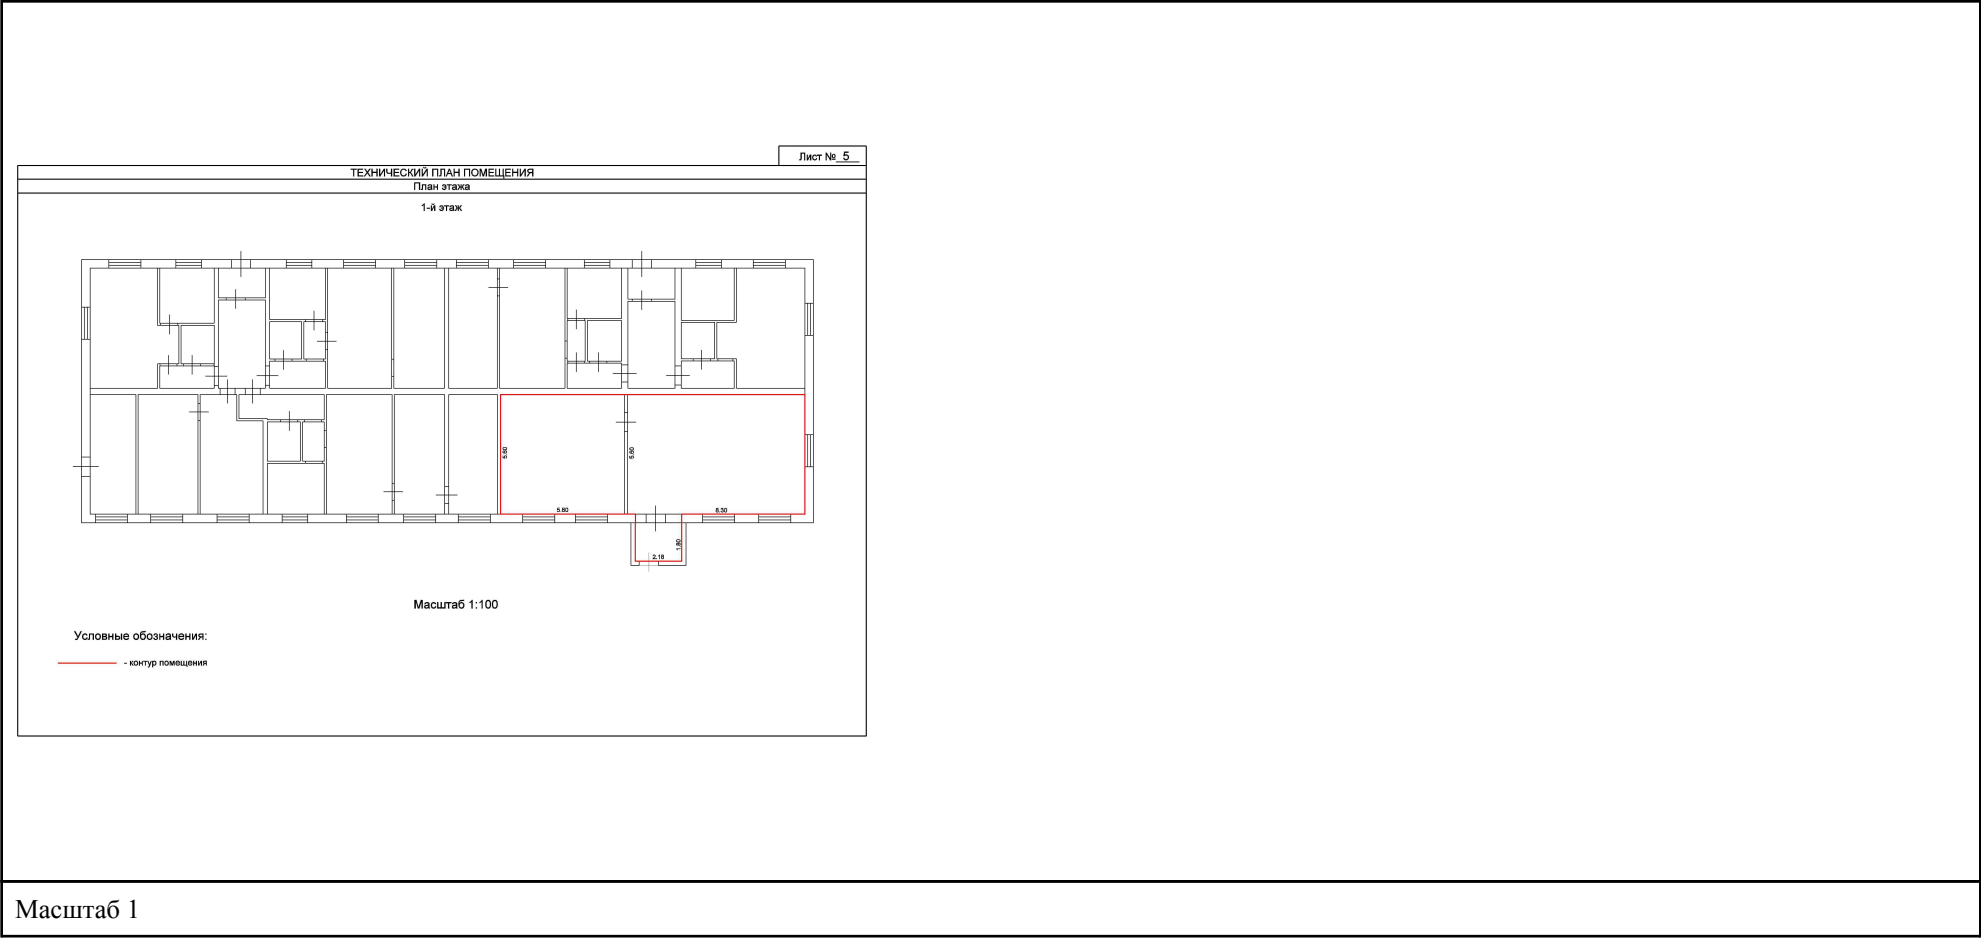 Лист № 5
ТЕХНИЧЕСКИЙ ПЛАН ПОМЕЩЕНИЯ
План этажа
1-й этаж
5.60
5.60
5.80
8.30
1.80
2.18
Масштаб 1:100
Условные обозначения:
- контур помещения
Масштаб 1